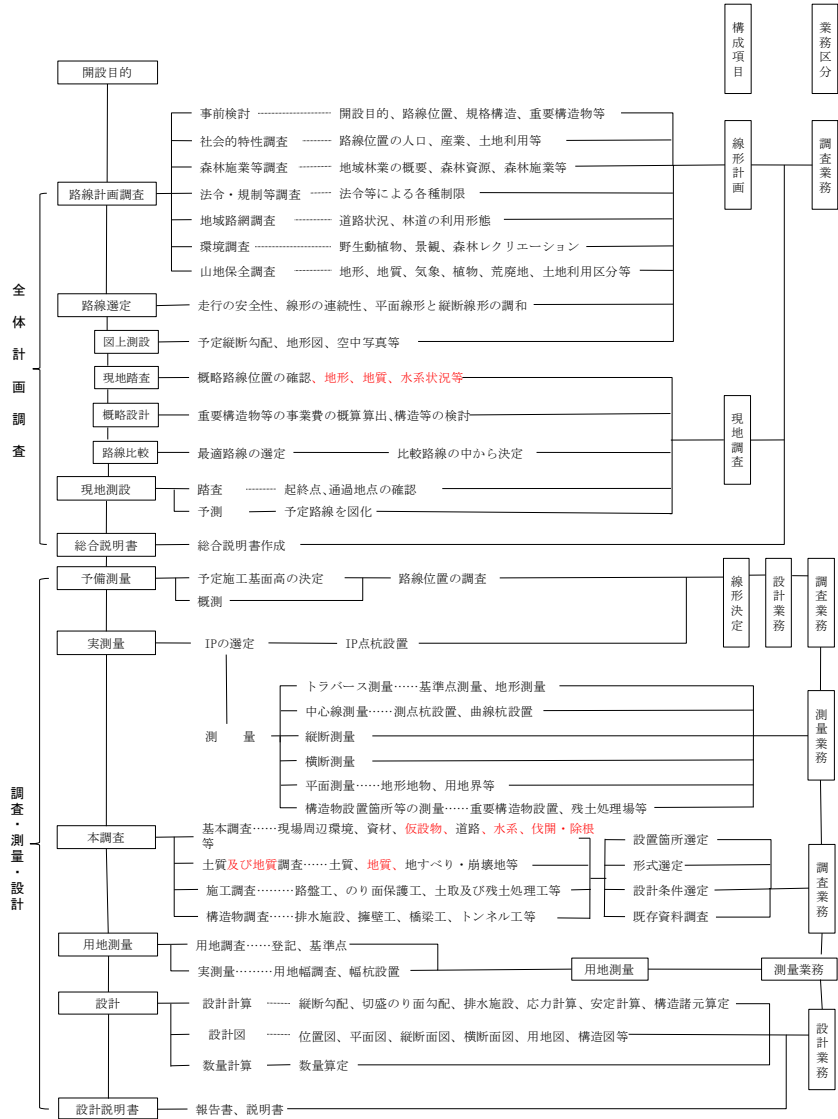 構成項目
業務区分
開設目的
事前検討 開設目的、路線位置、規格構造、重要構造物等
社会的特性調査 路線位置の人口、産業、土地利用等
線形計画
調査業務
森林施業等調査 地域林業の概要、森林資源、森林施業等
路線計画調査 法令・規制等調査 法令等による各種制限
地域路網調査 道路状況、林道の利用形態
環境調査 野生動植物、景観、森林レクリエーション
山地保全調査 地形、地質、気象、植物、荒廃地、土地利用区分等
全体計画調査
路線選定 走行の安全性、線形の連続性、平面線形と縦断線形の調和
図上測設 予定縦断勾配、地形図、空中写真等
現地踏査 概略路線位置の確認、地形、地質、水系状況等
概略設計 重要構造物等の事業費の概算算出、構造等の検討
現地調査
路線比較 最適路線の選定 比較路線の中から決定
現地測設 踏査 起終点、通過地点の確認
予測 予定路線を図化
総合説明書 総合説明書作成
予備測量 予定施工基面高の決定 路線位置の調査
概測
線形決定
設計業務
調査業務
実測量 IPの選定 IP点杭設置
トラバース測量……基準点測量、地形測量
中心線測量……測点杭設置、曲線杭設置
測量 縦断測量
測量業務
横断測量
平面測量……地形地物、用地界等
構造物設置箇所等の測量……重要構造物設置、残土処理場等
調査・測量・設計
本調査 基本調査……現場周辺環境、資材、仮設物、道路、水系、伐開・除根
等
設置箇所選定
土質及び地質調査……土質、地質、地すべり・崩壊地等
形式選定
施工調査………路盤工、のり面保護工、土取及び残土処理工等
設計条件選定
調査業務
構造物調査……排水施設、擁壁工、橋梁工、トンネル工等
既存資料調査
用地測量 用地調査……登記、基準点
実測量………用地幅調査、幅杭設置 用地測量 測量業務
設計 設計計算 縦断勾配、切盛のり面勾配、排水施設、応力計算、安定計算、構造諸元算定
設計図 位置図、平面図、縦断面図、横断面図、用地図、構造図等
設計業務
数量計算 数量算定
設計説明書 報告書、説明書